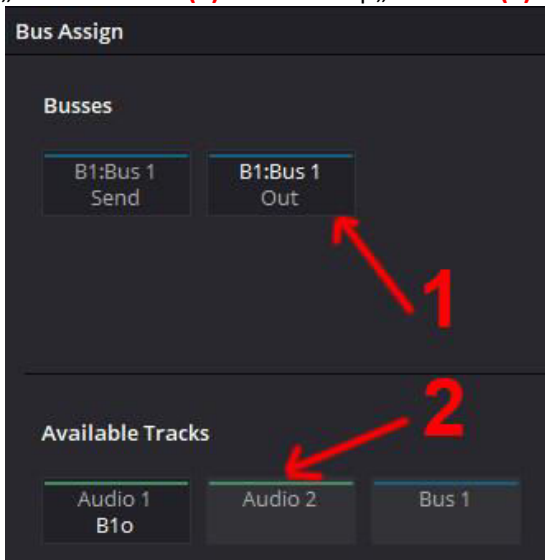 Bus Assign
Busses
B1:Bus 1
Send
B1:Bus 1
Out
1
2
Available Tracks
Audio 1
B1o
Audio 2
Bus 1